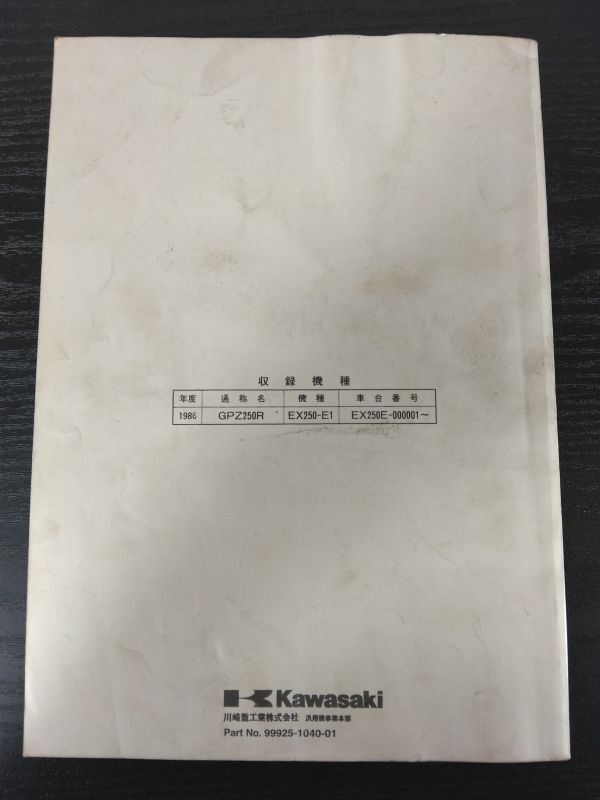 収録機種
年度 通称名 機種 車台番号
1986 GPZ250R EX250-E1 EX250E-000001～
Kawasaki
川崎重工業株式会社 汎用機事業本部
Part No. 99925-1040-01